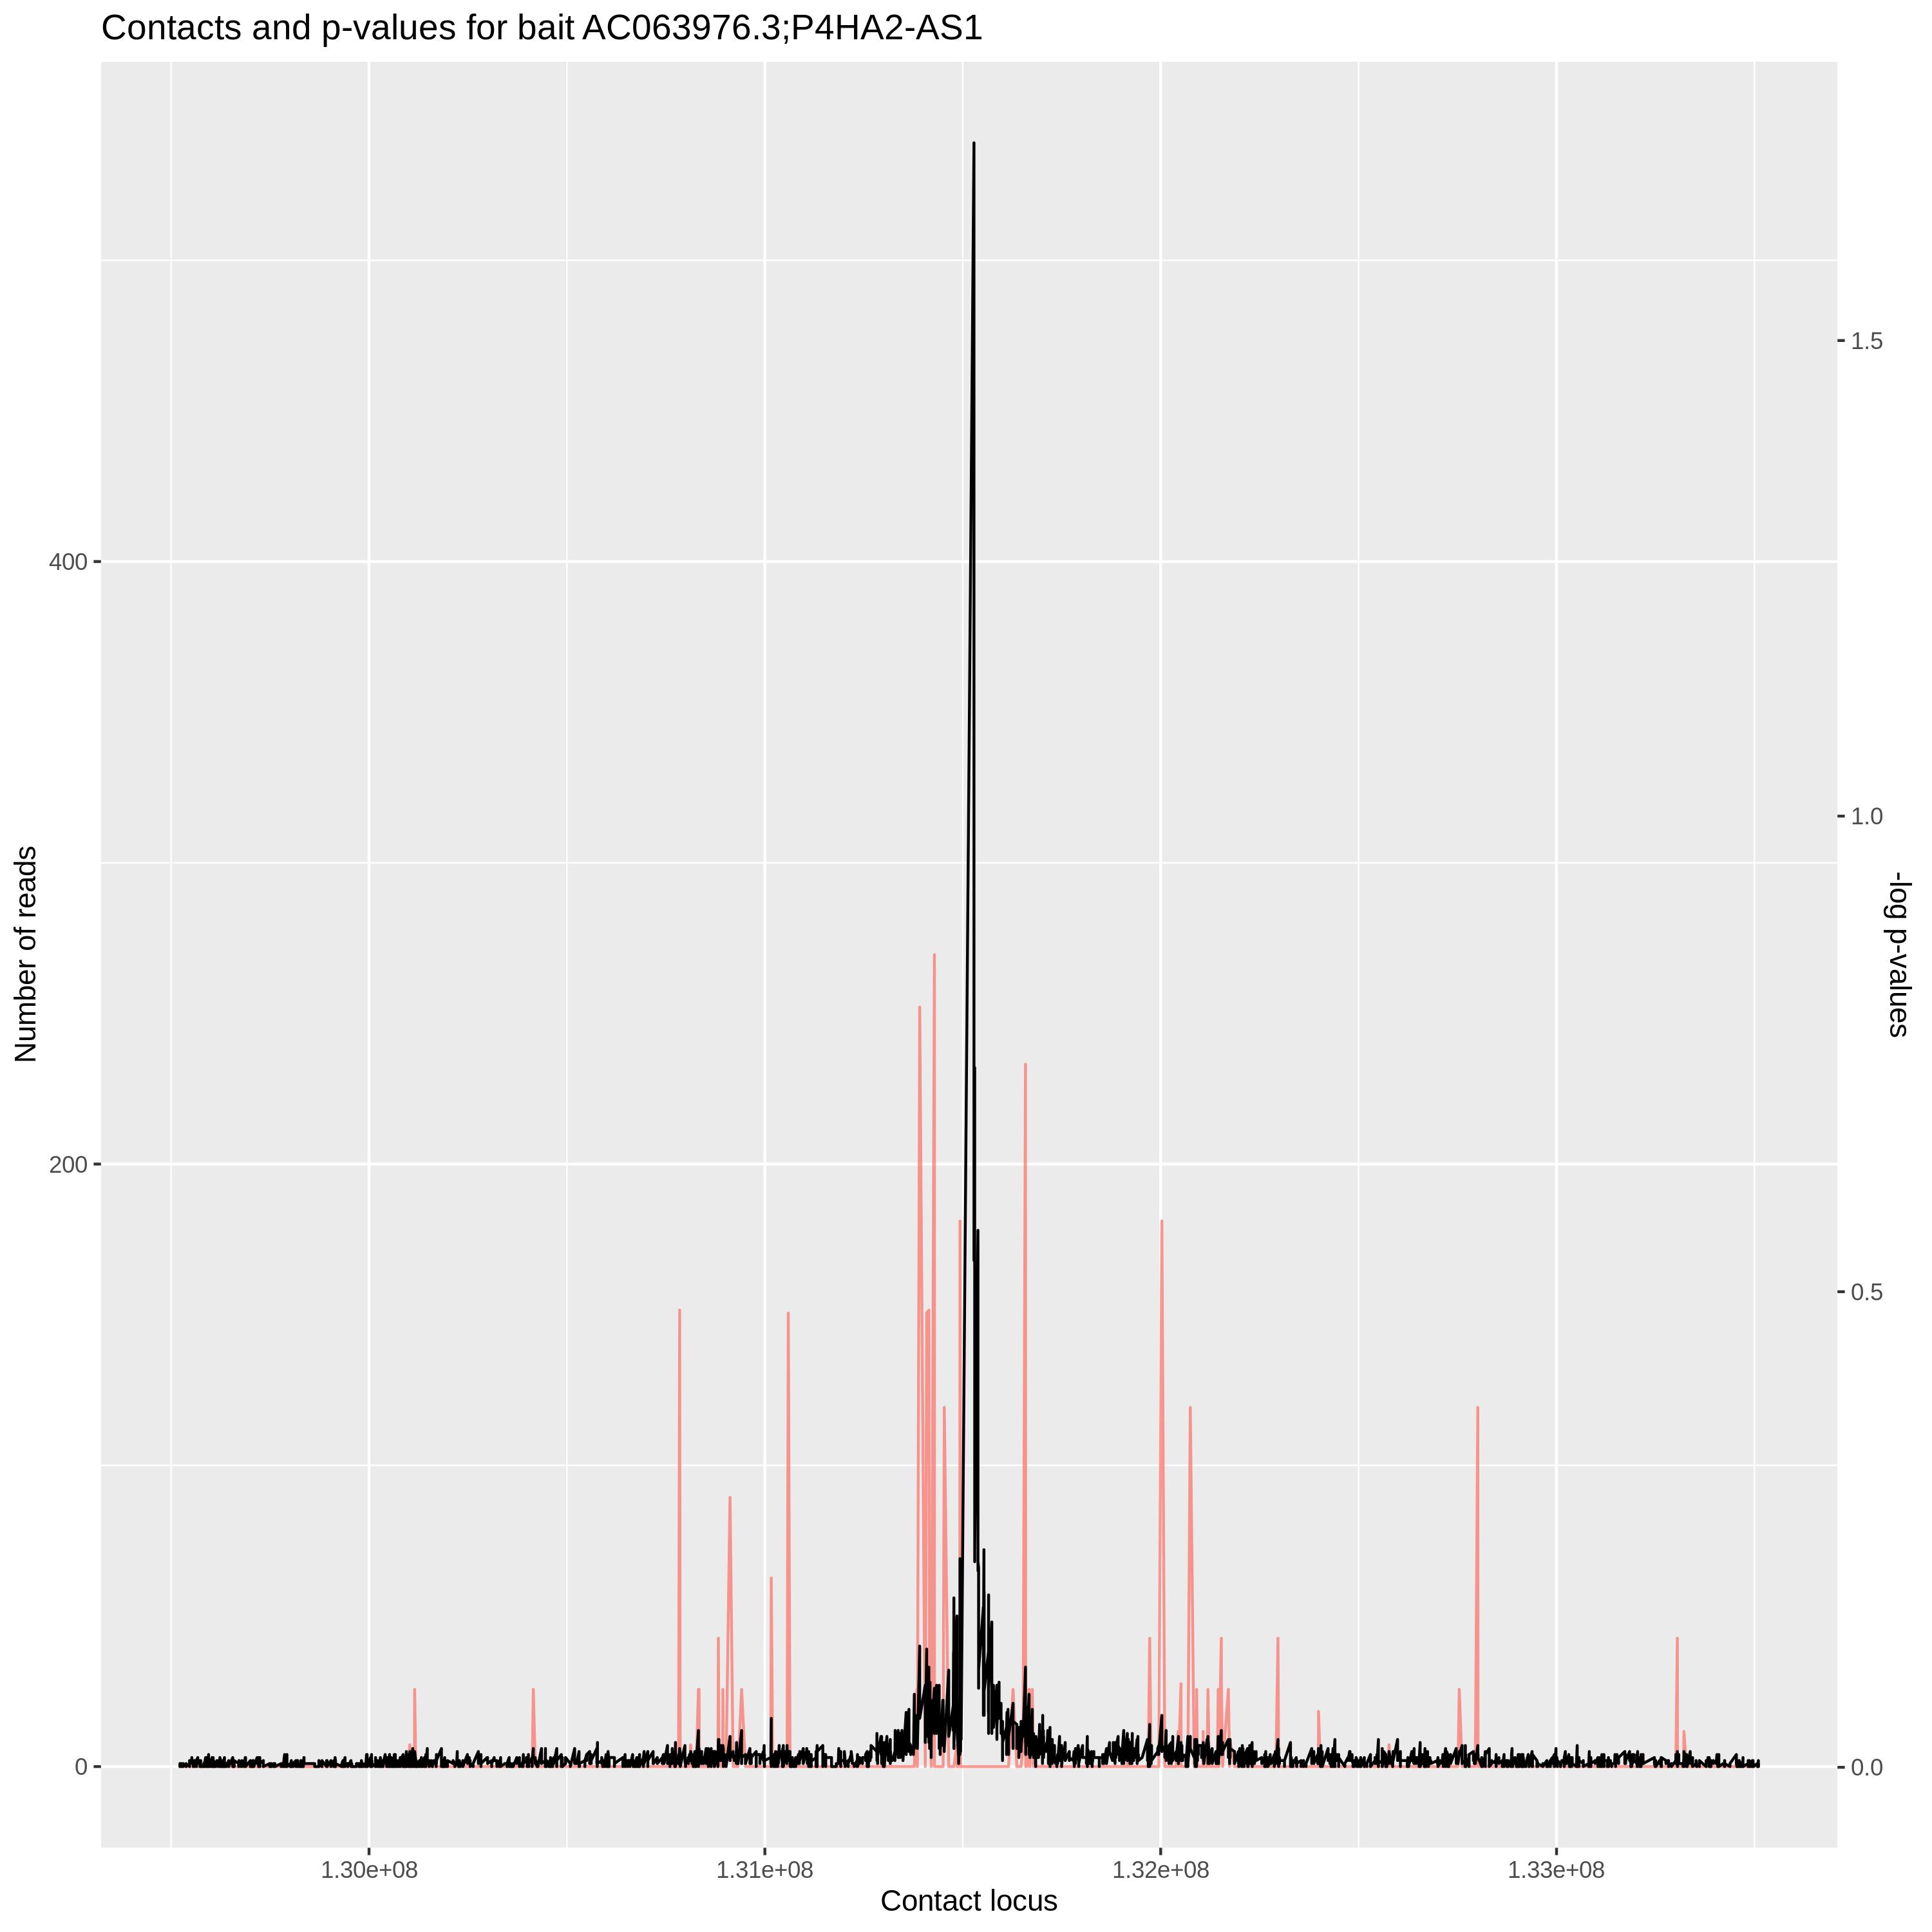 Contacts and p-values for bait AC063976.3;P4HA2-AS1
400
200
0
1.5
1.0
0.5
0.0
Number of reads
-log p-values
1.30e+08
1.31e+08
1.32e+08
1.33e+08
Contact locus